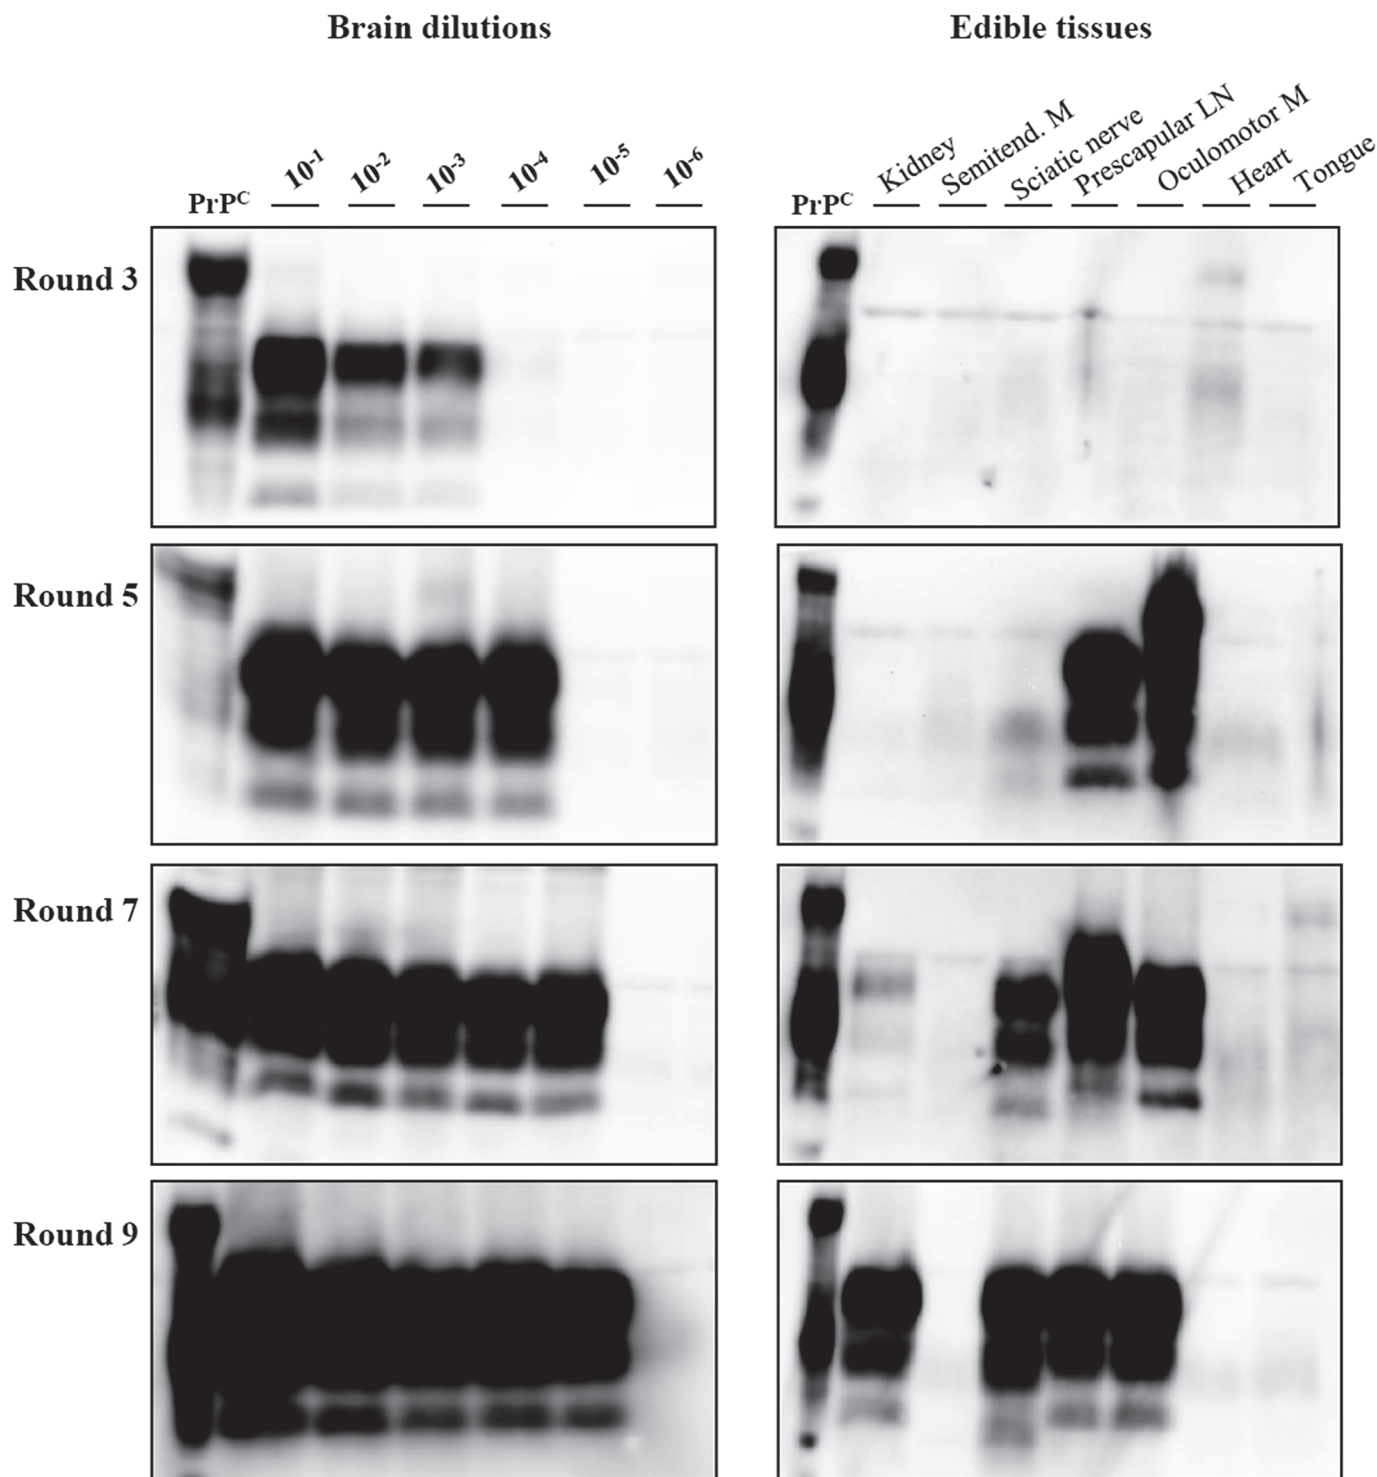 Brain dilutions Edible tissues
PrPᶜ 10⁻¹ 10⁻² 10⁻³ 10⁻⁴ 10⁻⁵ 10⁻⁶ PrPᶜ Kidney Semitend. M Sciatic nerve Prescapular LN Oculomotor M Heart Tongue
Round 3
Round 5
Round 7
Round 9